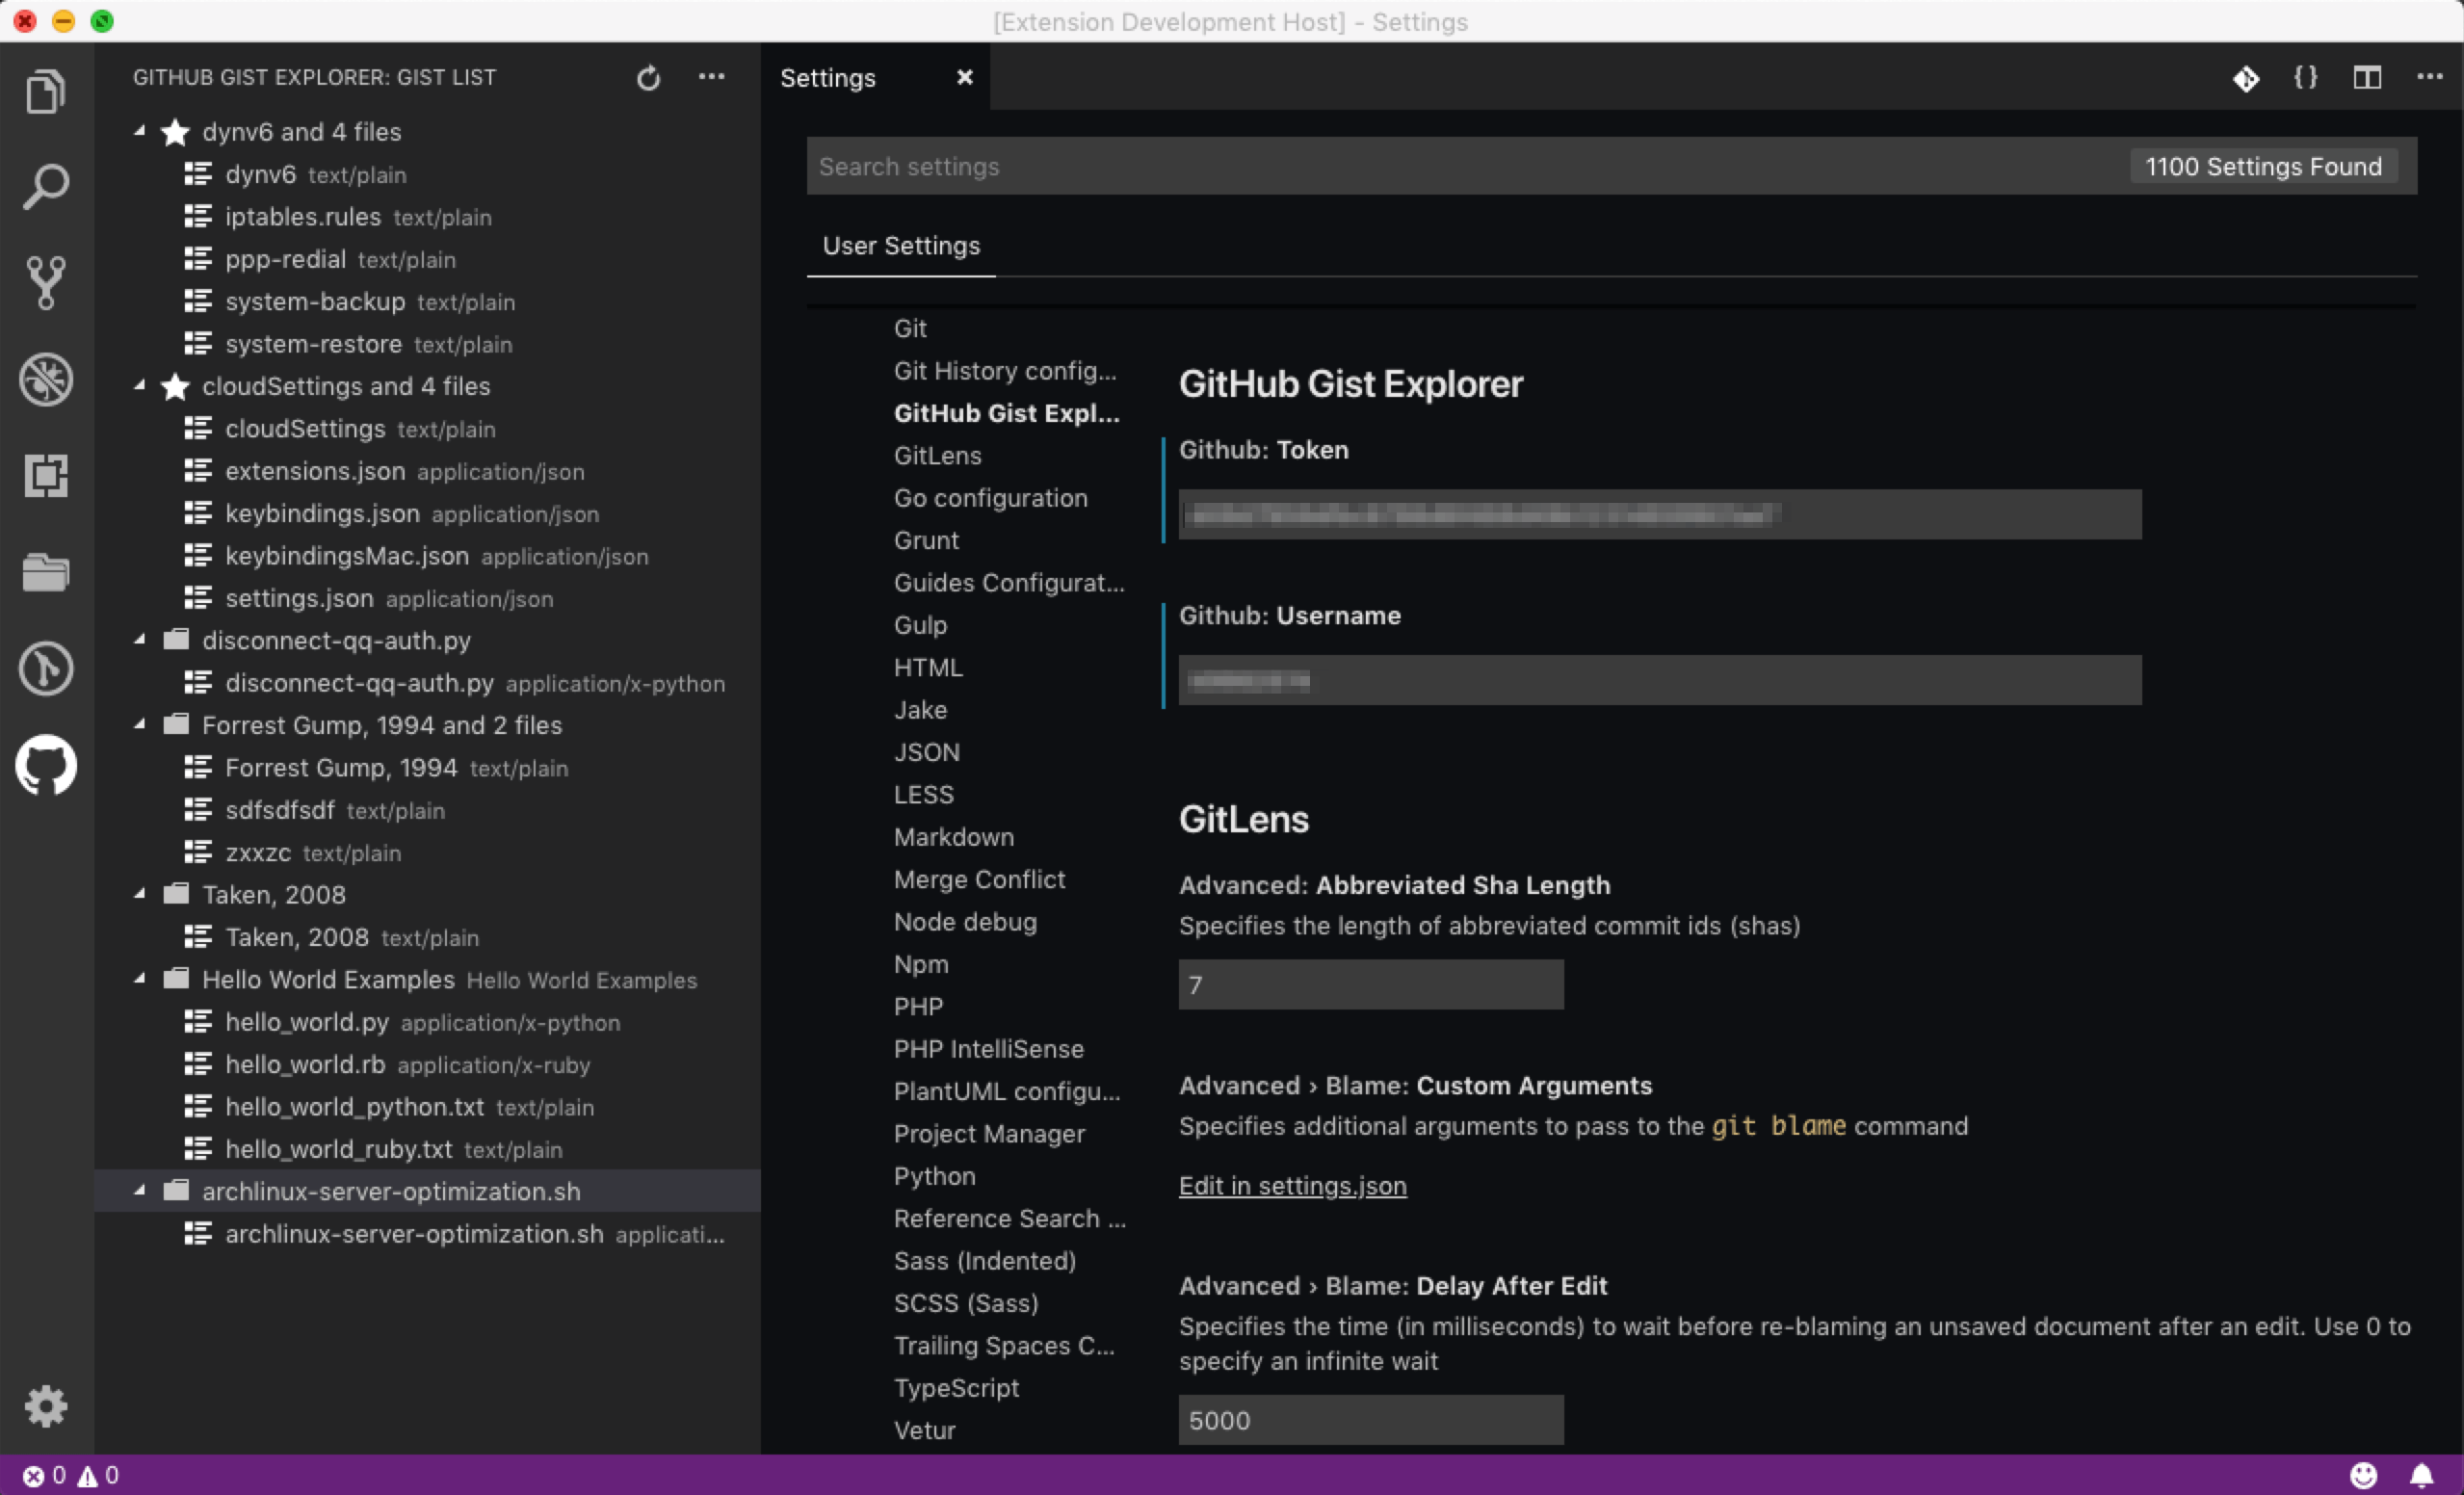 [Extension Development Host] - Settings
GITHUB GIST EXPLORER: GIST LIST
dynv6 and 4 files
dynv6 text/plain
iptables.rules text/plain
ppp-redial text/plain
system-backup text/plain
system-restore text/plain
cloudSettings and 4 files
cloudSettings text/plain
extensions.json application/json
keybindings.json application/json
keybindingsMac.json application/json
settings.json application/json
disconnect-qq-auth.py
disconnect-qq-auth.py application/x-python
Forrest Gump, 1994 and 2 files
Forrest Gump, 1994 text/plain
sdfsdfsdf text/plain
zxxzc text/plain
Taken, 2008
Taken, 2008 text/plain
Hello World Examples Hello World Examples
hello_world.py application/x-python
hello_world.rb application/x-ruby
hello_world_python.txt text/plain
hello_world_ruby.txt text/plain
archlinux-server-optimization.sh
archlinux-server-optimization.sh applicati...
Settings
Search settings
1100 Settings Found
User Settings
Git
Git History config...
GitHub Gist Expl...
GitLens
Go configuration
Grunt
Guides Configurat...
Gulp
HTML
Jake
JSON
LESS
Markdown
Merge Conflict
Node debug
Npm
PHP
PHP IntelliSense
PlantUML configu...
Project Manager
Python
Reference Search ...
Sass (Indented)
SCSS (Sass)
Trailing Spaces C...
TypeScript
Vetur
GitHub Gist Explorer
Github: Token
Github: Username
GitLens
Advanced: Abbreviated Sha Length
Specifies the length of abbreviated commit ids (shas)
7
Advanced › Blame: Custom Arguments
Specifies additional arguments to pass to the git blame command
Edit in settings.json
Advanced › Blame: Delay After Edit
Specifies the time (in milliseconds) to wait before re-blaming an unsaved document after an edit. Use 0 to
specify an infinite wait
5000
0 0